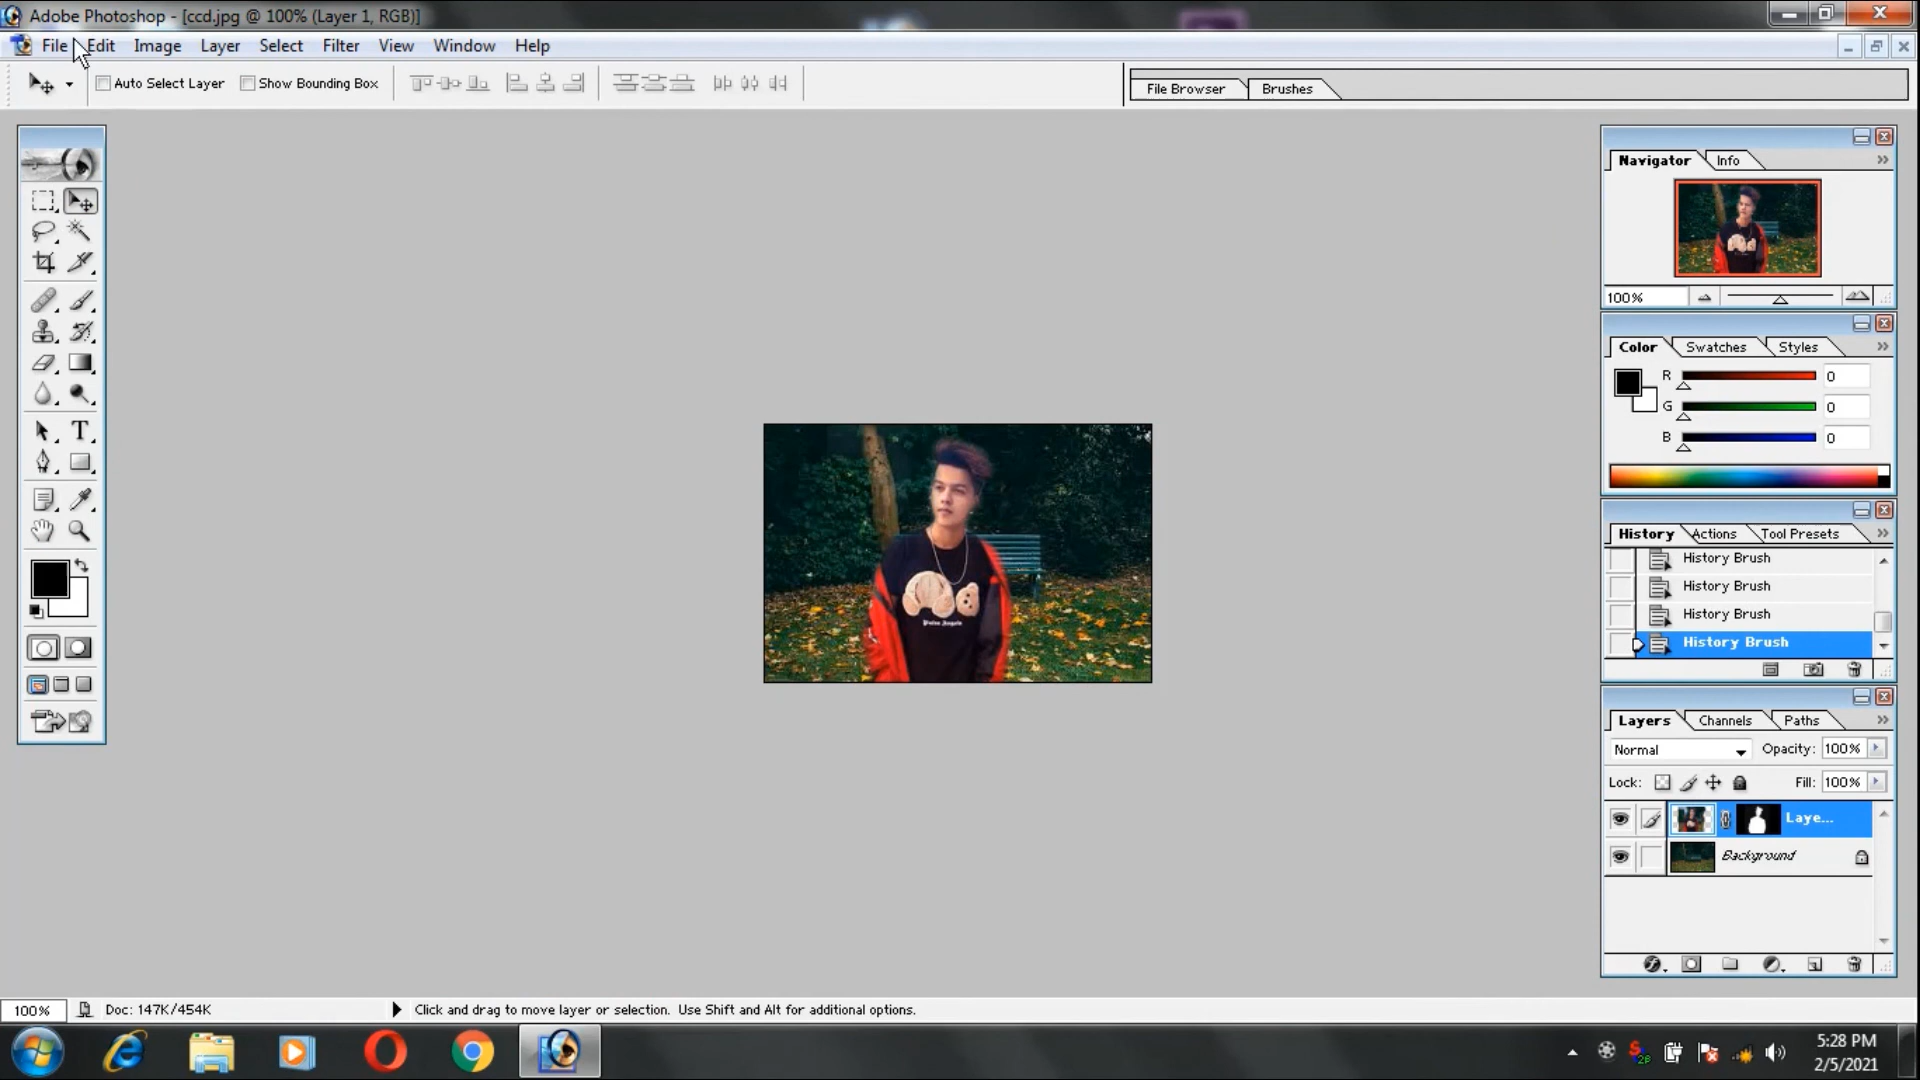 Adobe Photoshop - [ccd.jpg @ 100% (Layer 1, RGB)]
File Edit Image Layer Select Filter View Window Help
Auto Select Layer Show Bounding Box File Browser Brushes
Navigator Info
100%
Color Swatches Styles
R 0
G 0
B 0
History Actions Tool Presets
History Brush
History Brush
History Brush
History Brush
Layers Channels Paths
Normal Opacity: 100%
Lock: Fill: 100%
Laye...
Background
T
Palm Angels
100% Doc: 147K/454K Click and drag to move layer or selection. Use Shift and Alt for additional options.
5:28 PM
2/5/2021